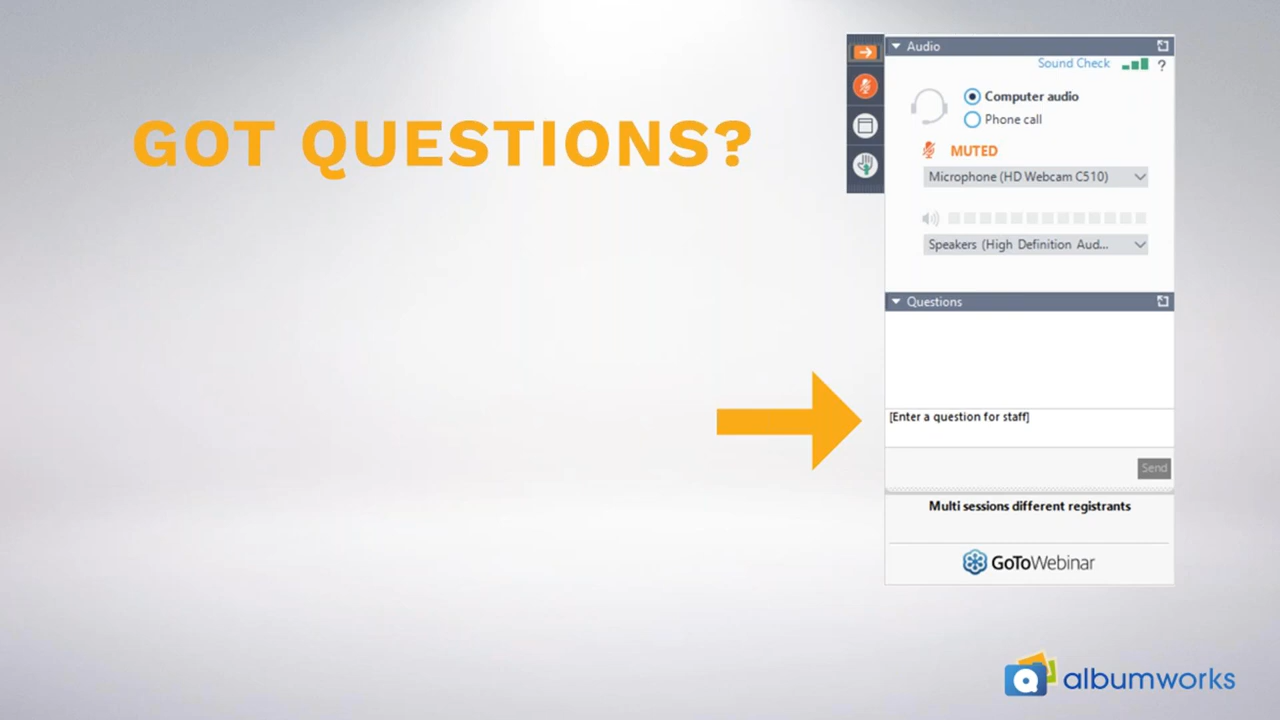 GOT QUESTIONS?
Audio
Sound Check
?
Computer audio
Phone call
MUTED
Microphone (HD Webcam C510)
Speakers (High Definition Aud...
Questions
[Enter a question for staff]
Send
Multi sessions different registrants
GoToWebinar
albumworks